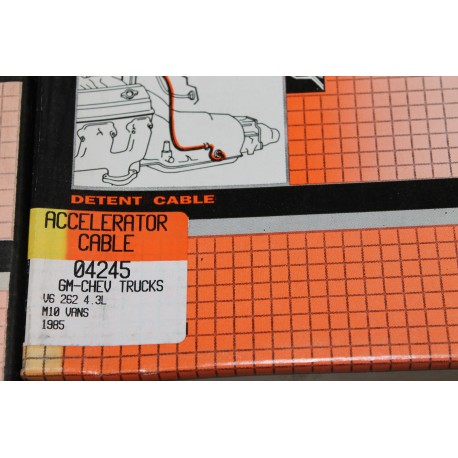 DETENT CABLE
ACCELERATOR
CABLE
04245
GM-CHEV TRUCKS
V6 262 4.3L
M10 VANS
1985